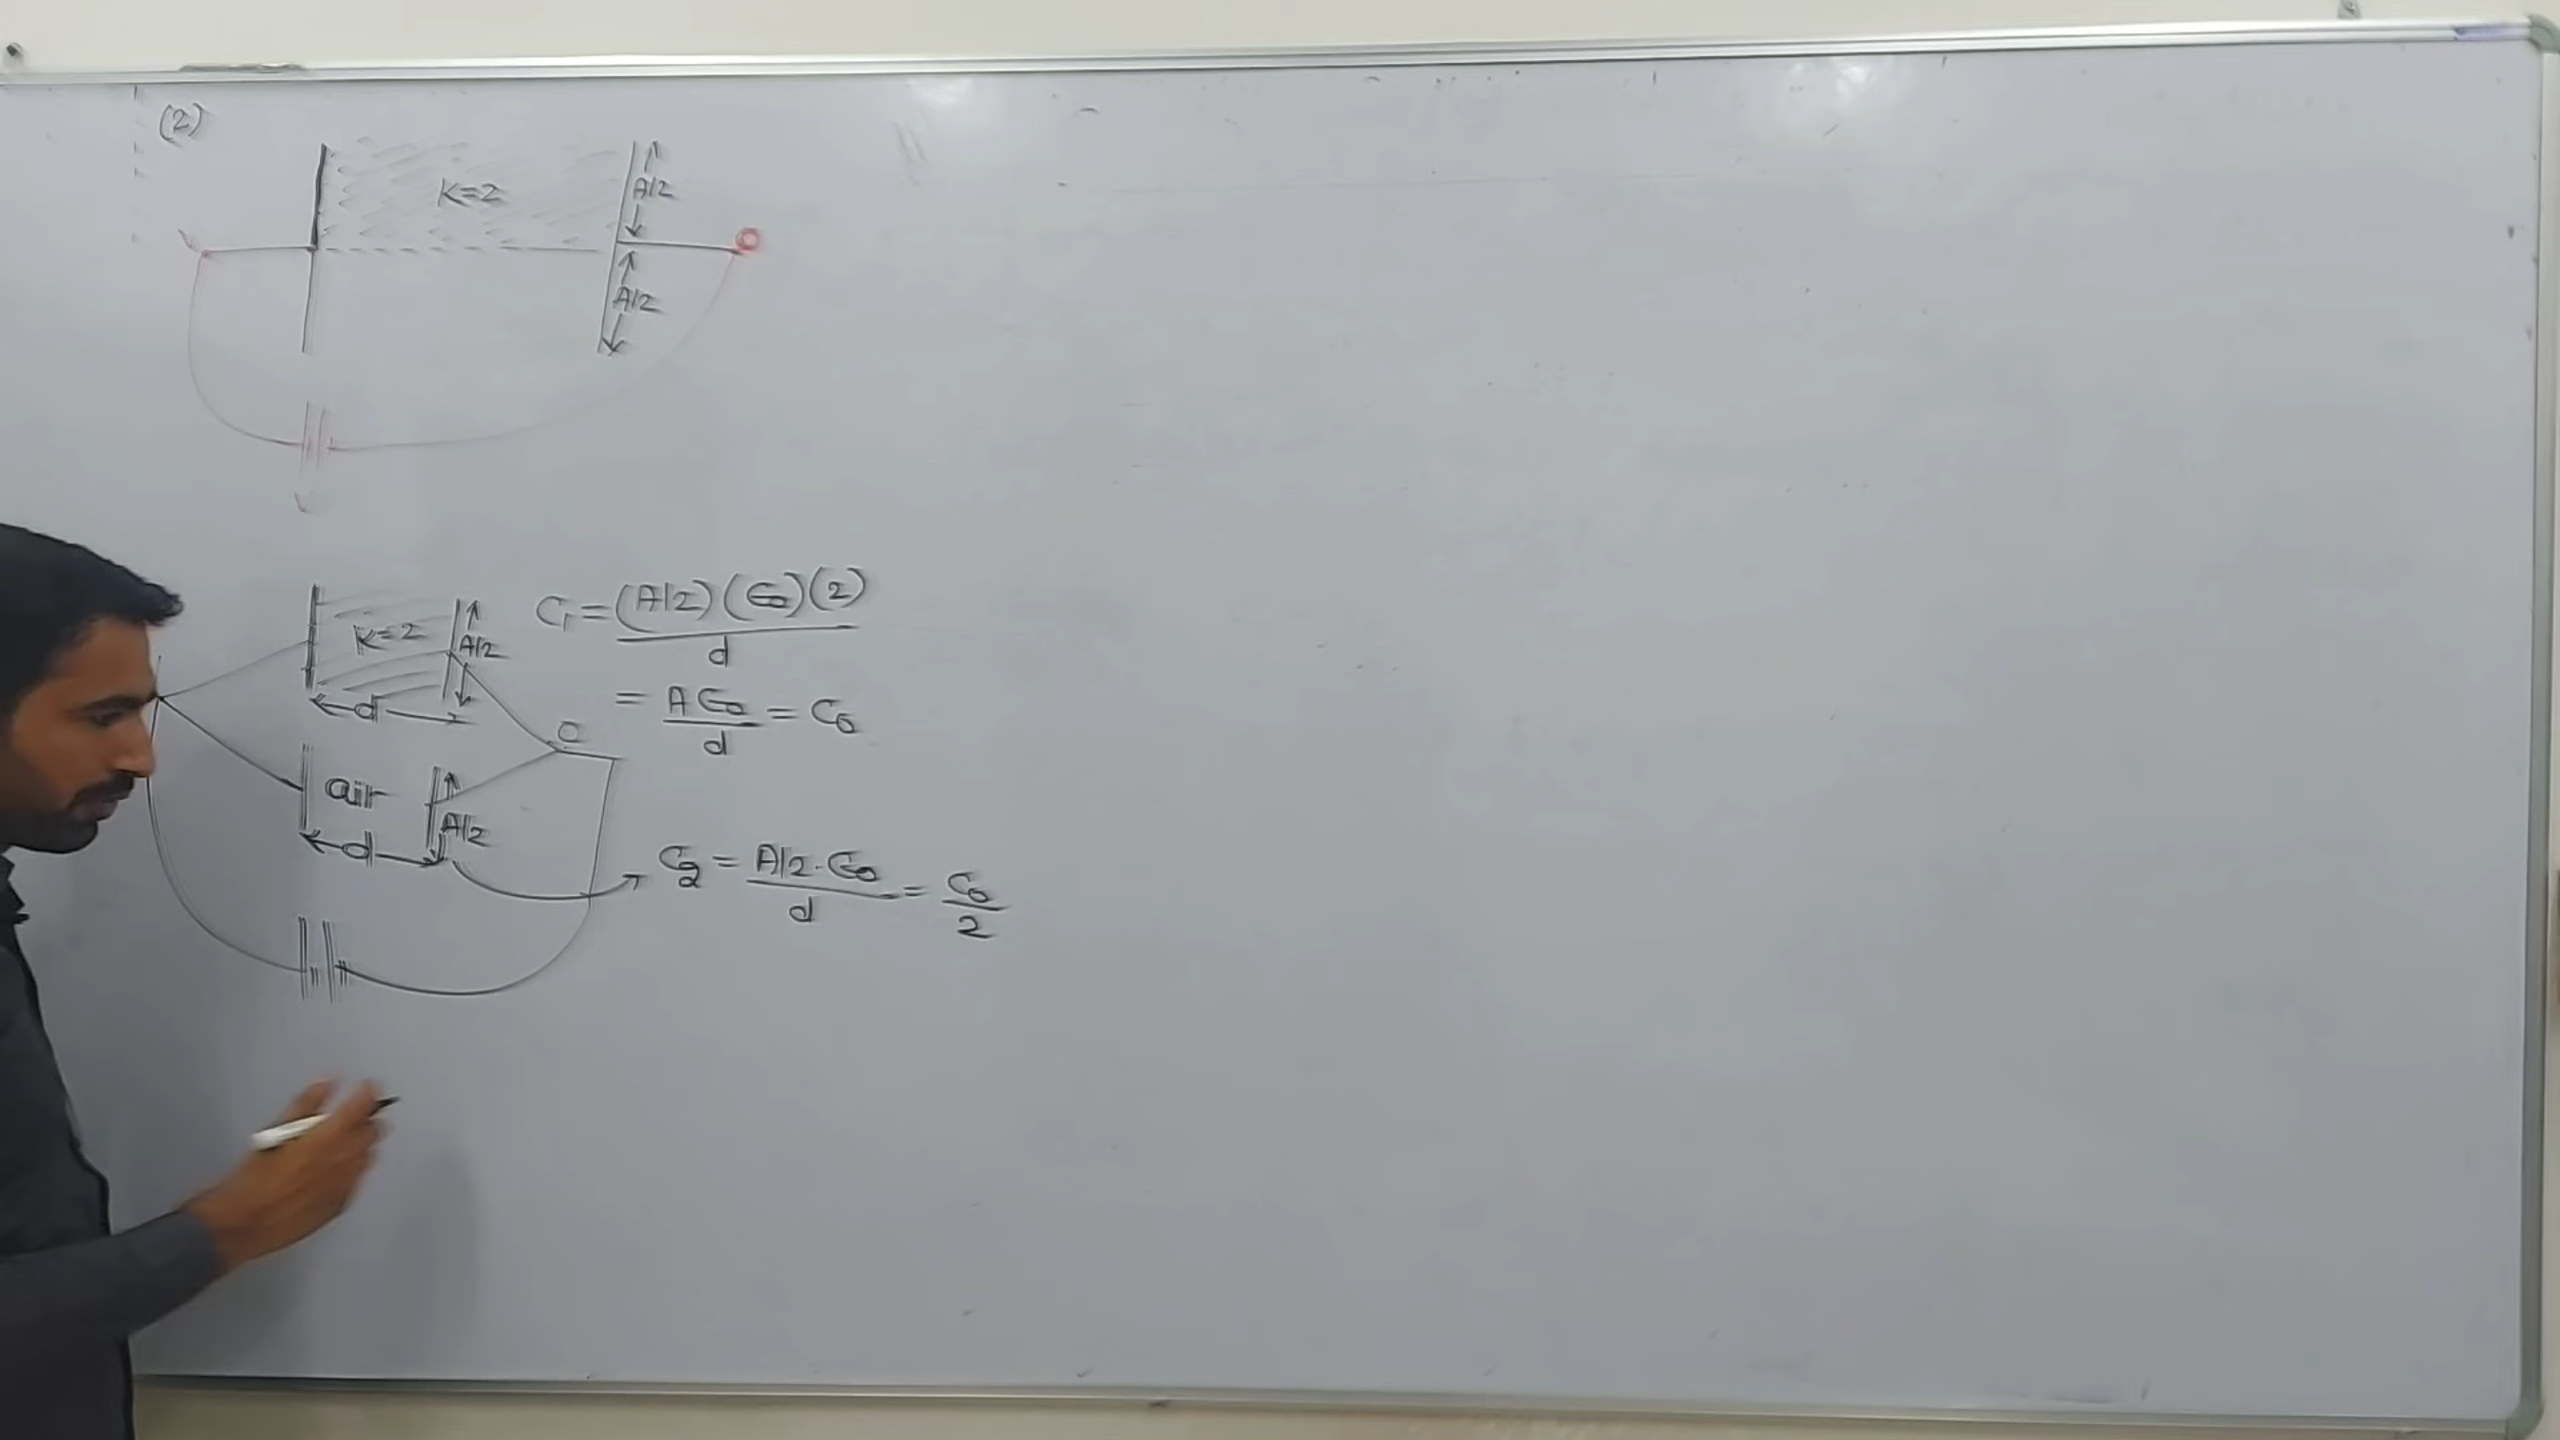 (2)
K=2
A/2
A/2
V
O
V
K=2
A/2
d
C₁ = (A/2)(ε₀)(2)/d
= Aε₀/d = C₀
O
air
A/2
d
C₂ = A/2·ε₀/d = C₀/2